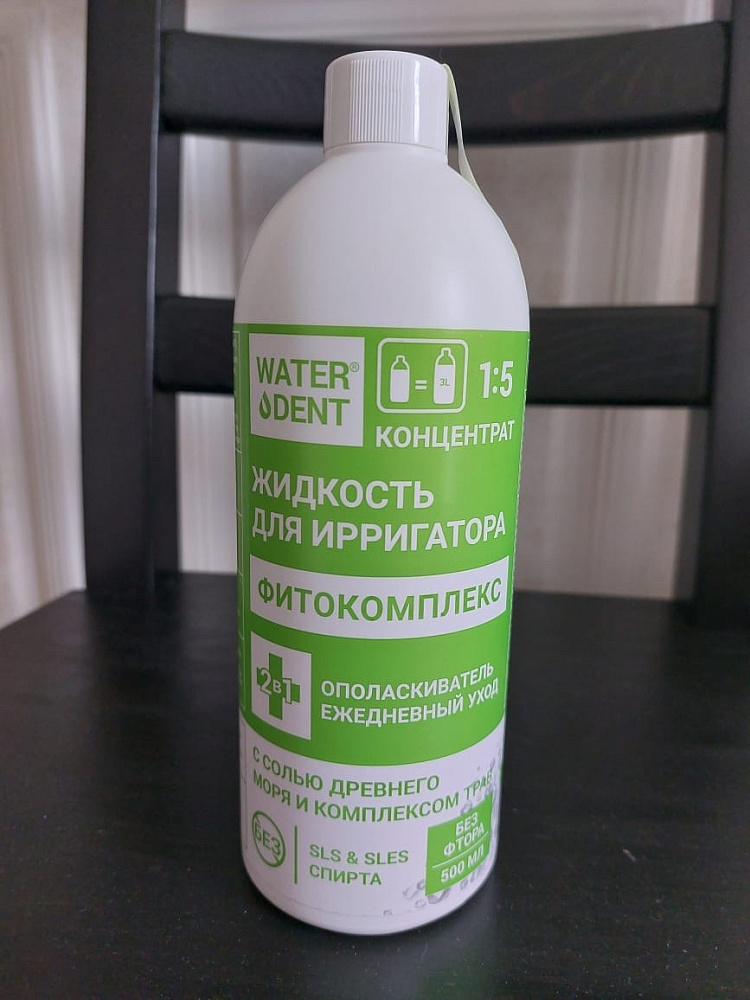 WATER®
DENT
= 3L
1:5
КОНЦЕНТРАТ
ЖИДКОСТЬ
ДЛЯ ИРРИГАТОРА
ФИТОКОМПЛЕКС
2в1
ОПОЛАСКИВАТЕЛЬ
ЕЖЕДНЕВНЫЙ УХОД
С СОЛЬЮ ДРЕВНЕГО
МОРЯ И КОМПЛЕКСОМ ТРАВ
БЕЗ
SLS & SLES
СПИРТА
БЕЗ
ФТОРА
500 МЛ